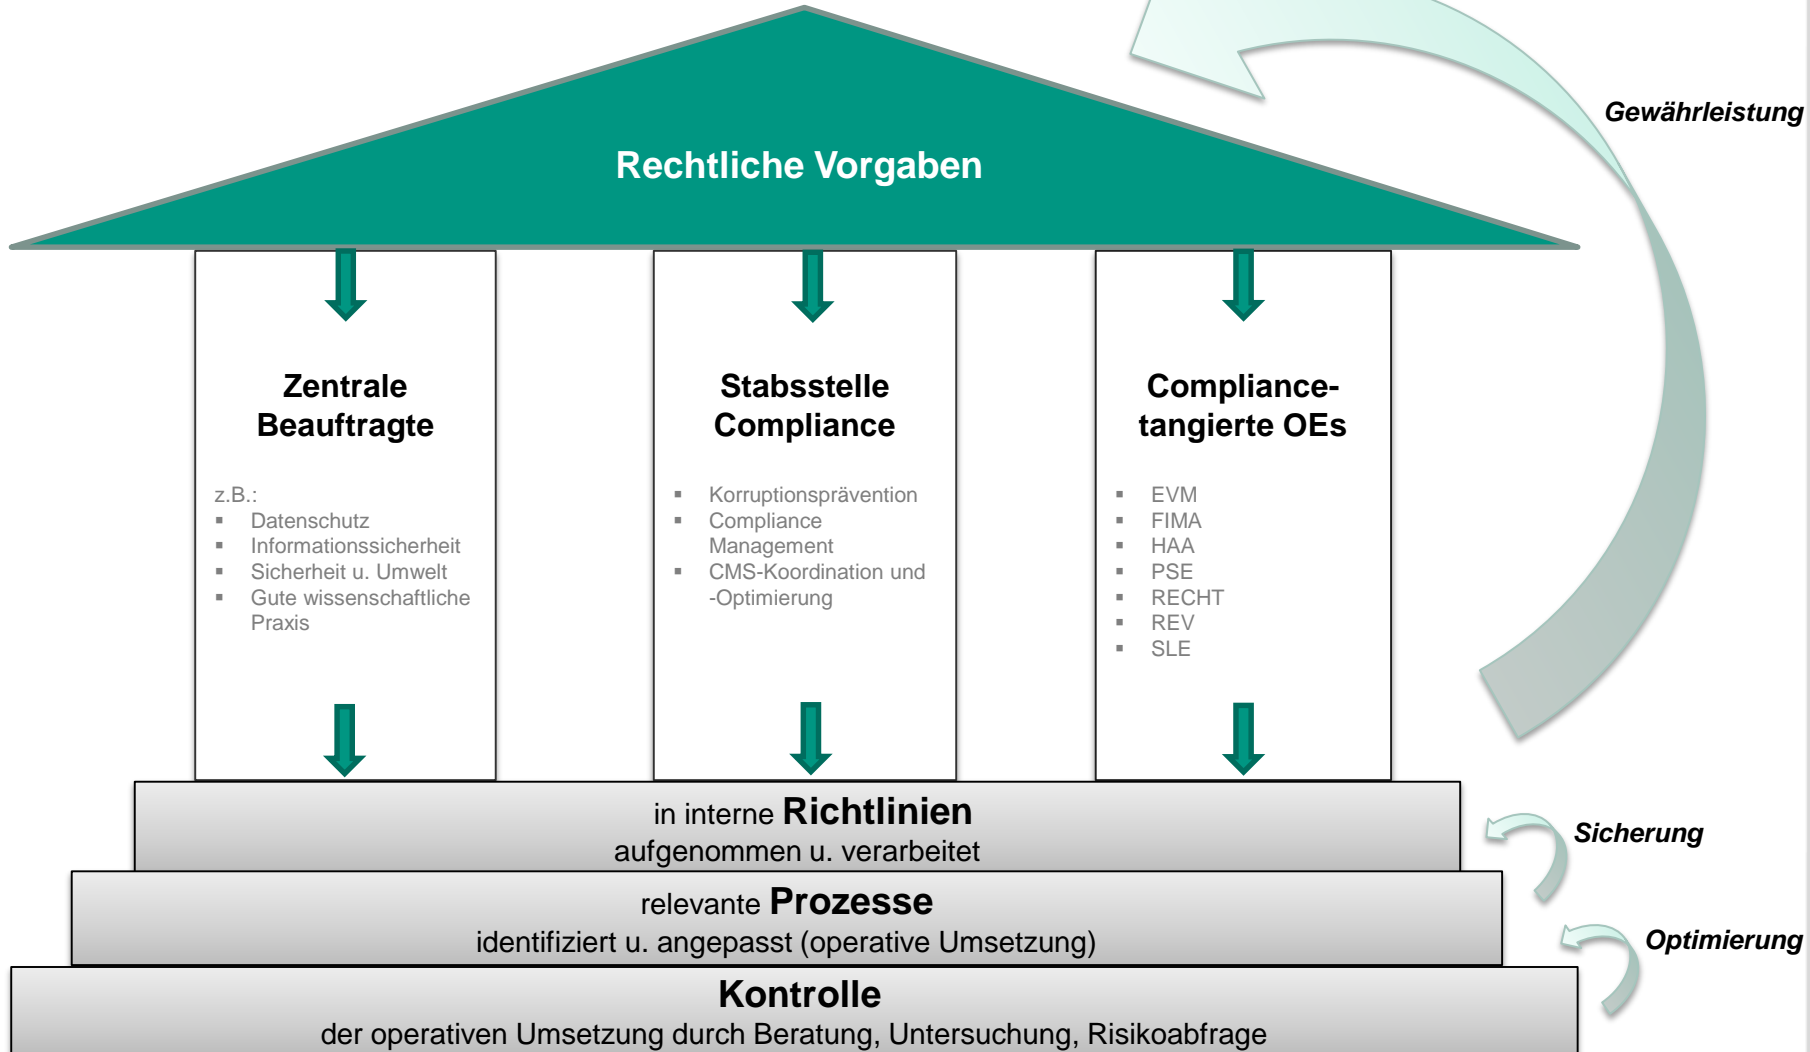 Gewährleistung
Rechtliche Vorgaben
Zentrale
Beauftragte
z.B.:
▪ Datenschutz
▪ Informationssicherheit
▪ Sicherheit u. Umwelt
▪ Gute wissenschaftliche
Praxis
Stabsstelle
Compliance
▪ Korruptionsprävention
▪ Compliance
Management
▪ CMS-Koordination und
-Optimierung
Compliance-
tangierte OEs
▪ EVM
▪ FIMA
▪ HAA
▪ PSE
▪ RECHT
▪ REV
▪ SLE
in interne Richtlinien
aufgenommen u. verarbeitet
Sicherung
relevante Prozesse
identifiziert u. angepasst (operative Umsetzung)
Optimierung
Kontrolle
der operativen Umsetzung durch Beratung, Untersuchung, Risikoabfrage